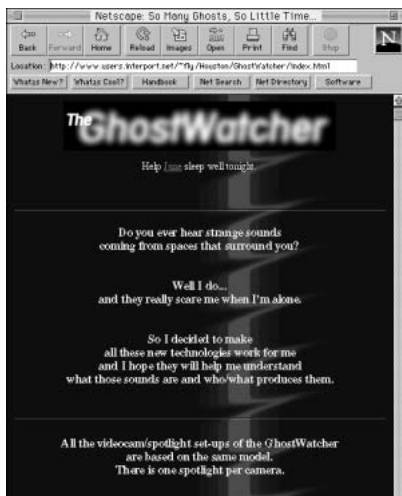 Netscape: So Many Ghosts, So Little Time...
Back Forward Home Reload Images Open Print Find Stop
N
Location: http://www.users.interport.net/~fly/Houston/GhostWatcher/index.html
What's New? What's Cool? Handbook Net Search Net Directory Software
The GhostWatcher
Help June sleep well tonight.
Do you ever hear strange sounds
coming from spaces that surround you?
Well I do...
and they really scare me when I'm alone.
So I decided to make
all these new technologies work for me
and I hope they will help me understand
what those sounds are and who/what produces them.
All the videocam/spotlight set-ups of the GhostWatcher
are based on the same model.
There is one spotlight per camera.